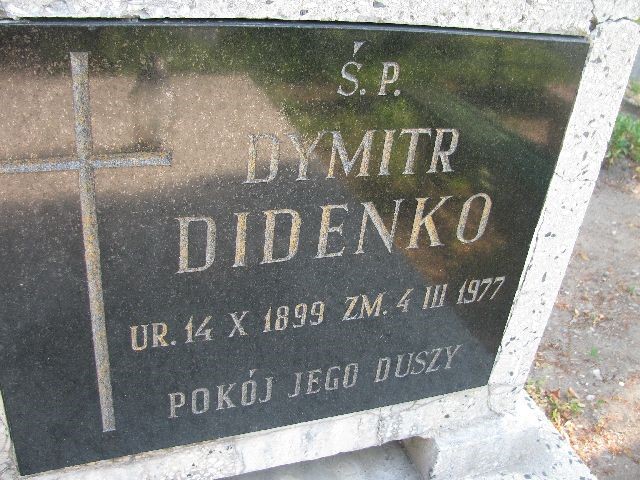 Ś.P.
DYMITR
DIDENKO
UR. 14 X 1899 ZM. 4 III 1977
POKÓJ JEGO DUSZY